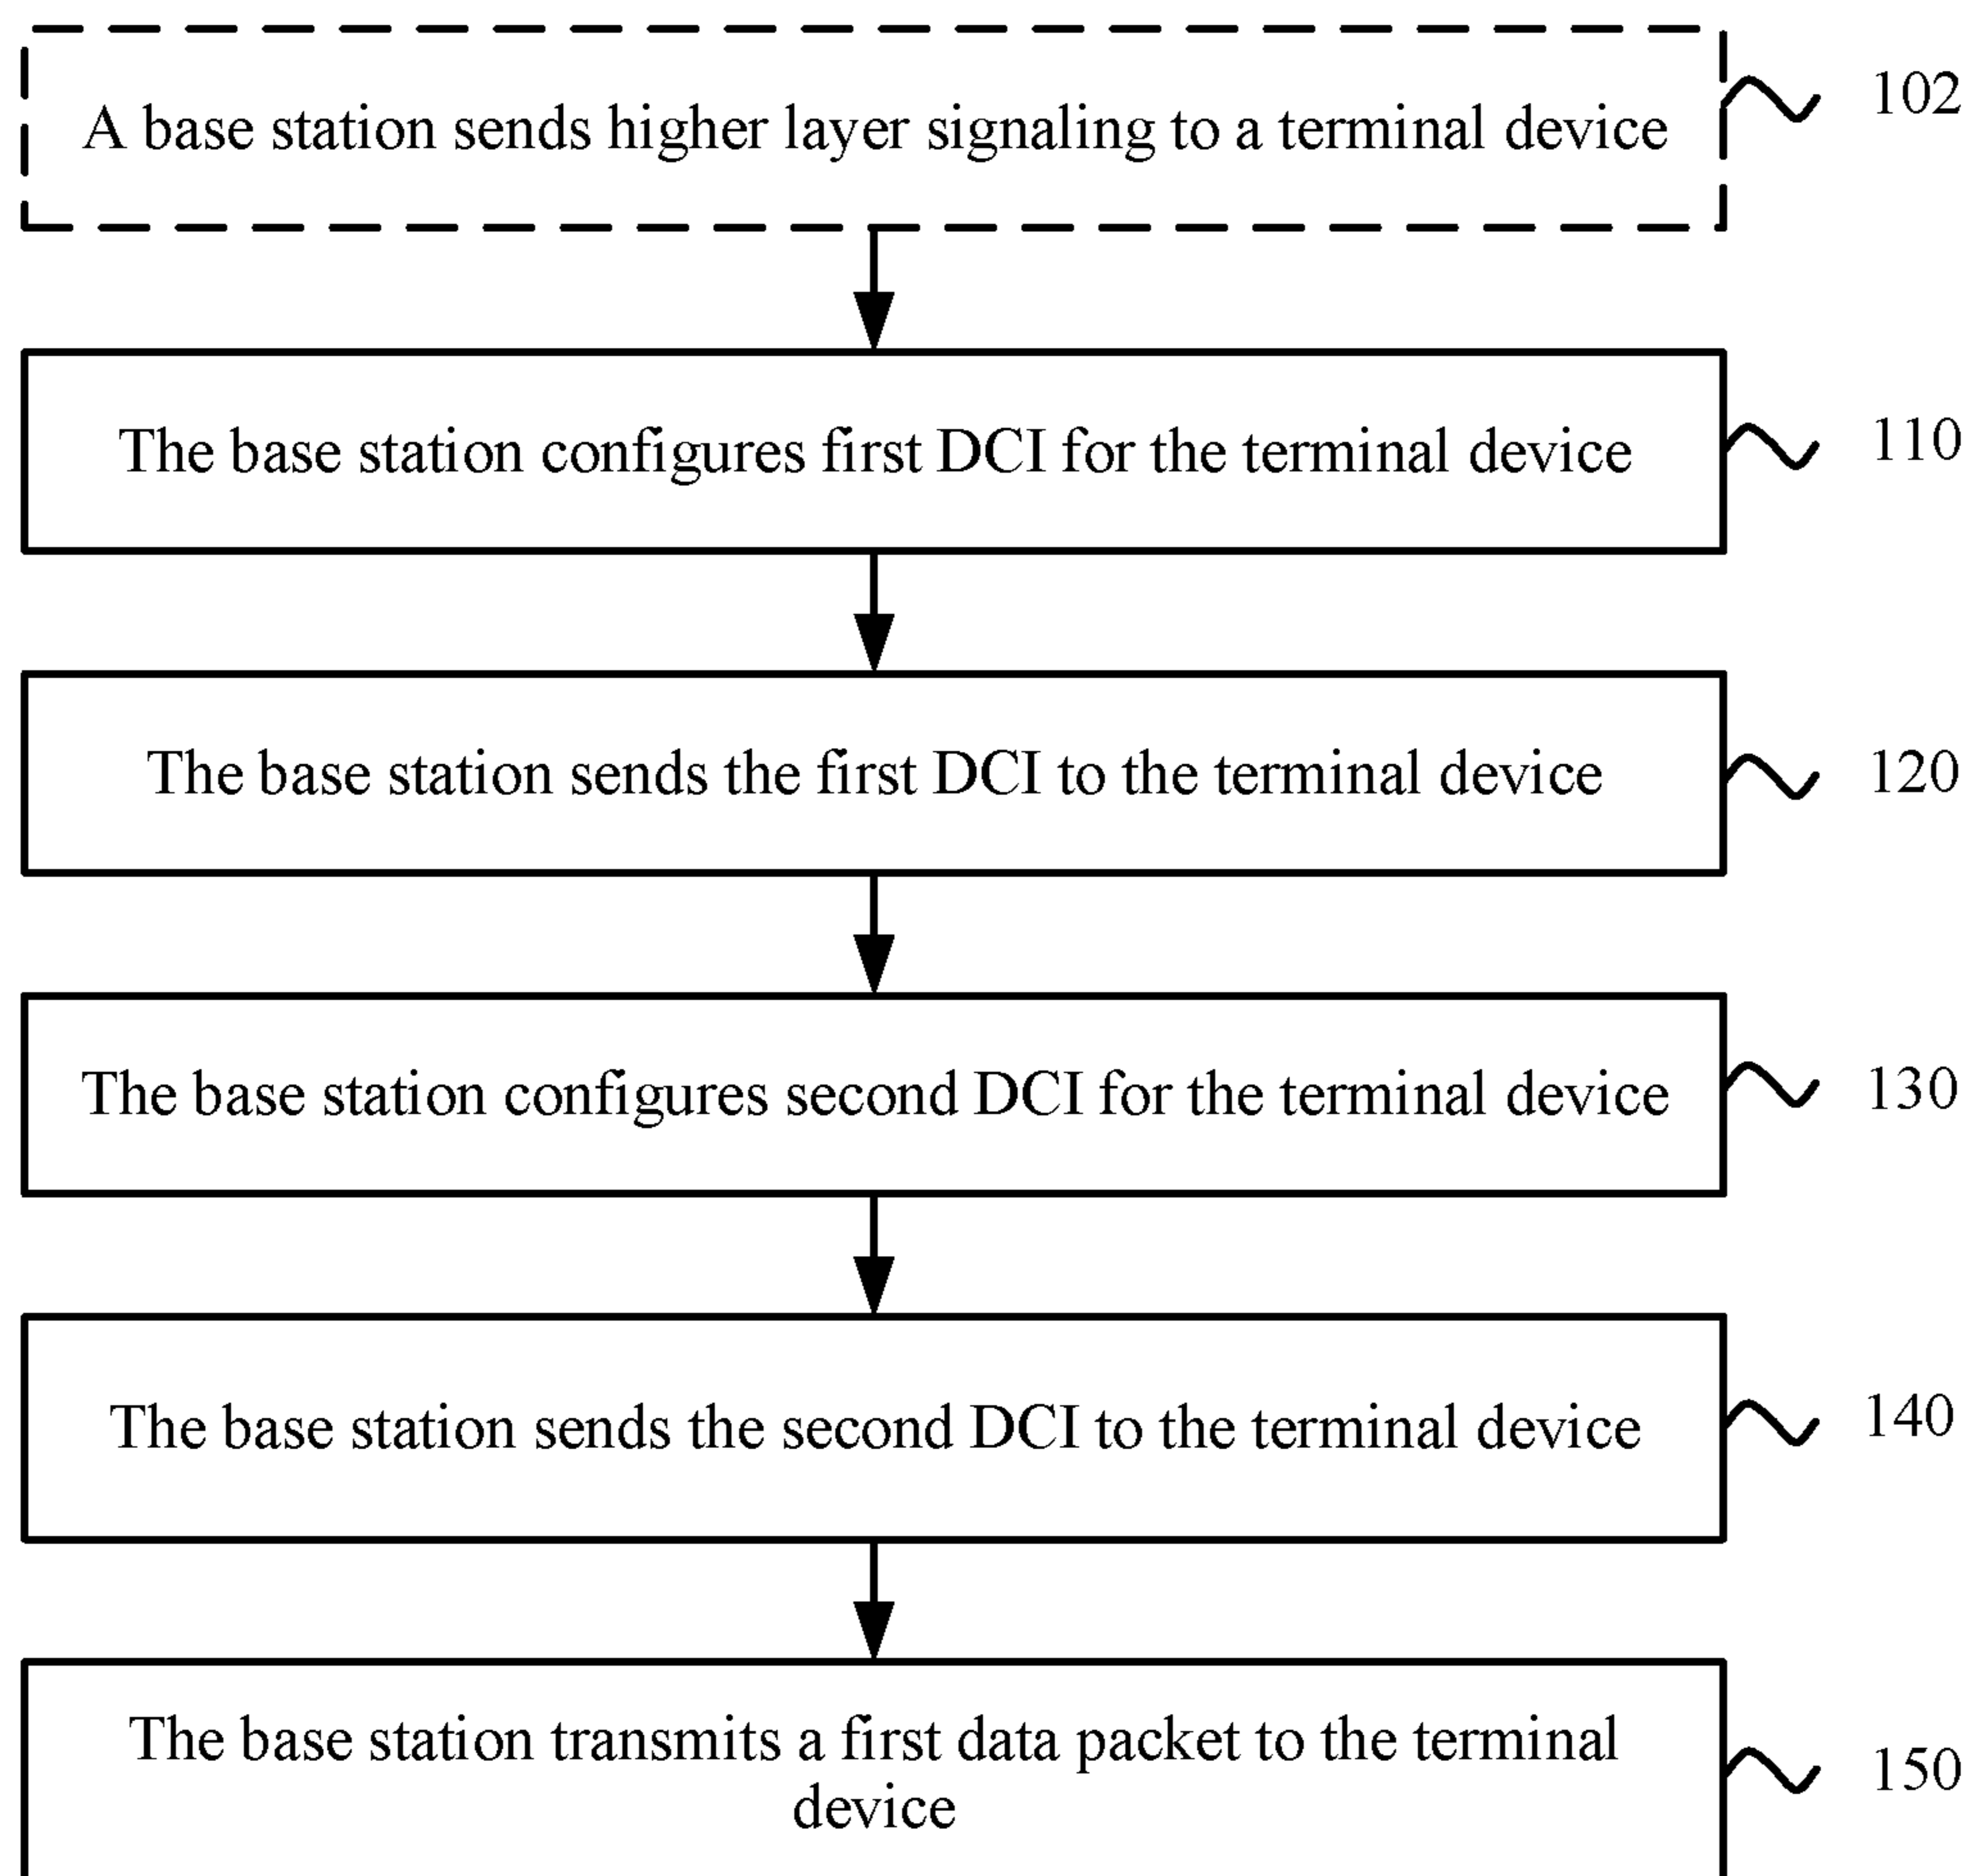 A base station sends higher layer signaling to a terminal device
102
The base station configures first DCI for the terminal device
110
The base station sends the first DCI to the terminal device
120
The base station configures second DCI for the terminal device
130
The base station sends the second DCI to the terminal device
140
The base station transmits a first data packet to the terminal
device
150